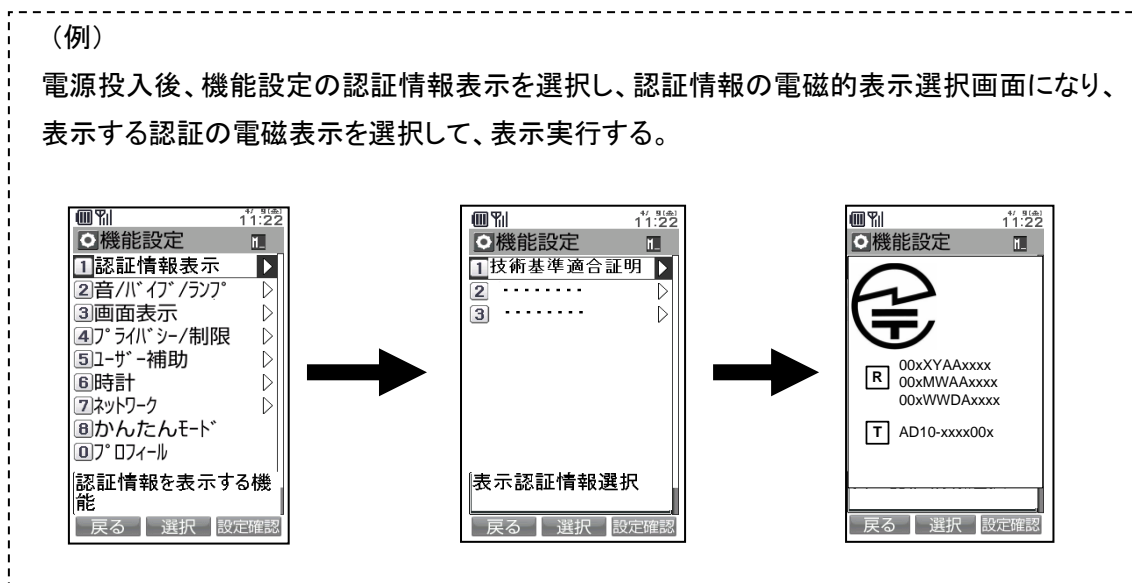 （例）
電源投入後、機能設定の認証情報表示を選択し、認証情報の電磁的表示選択画面になり、
表示する認証の電磁表示を選択して、表示実行する。
4/ 9(金)
11:22
機能設定
1 認証情報表示
2 音/ﾊﾞｲﾌﾞ/ﾗﾝﾌﾟ
3 画面表示
4 ﾌﾟﾗｲﾊﾞｼｰ/制限
5 ﾕｰｻﾞｰ補助
6 時計
7 ﾈｯﾄﾜｰｸ
8 かんたんﾓｰﾄﾞ
0 ﾌﾟﾛﾌｨｰﾙ
認証情報を表示する機
能
戻る 選択 設定確認
4/ 9(金)
11:22
機能設定
1 技術基準適合証明
2 ････････
3 ････････
表示認証情報選択
戻る 選択 設定確認
4/ 9(金)
11:22
機能設定
R 00xXYAAxxxx
00xMWAAxxxx
00xWWDAxxxx
T AD10-xxxx00x
戻る 選択 設定確認